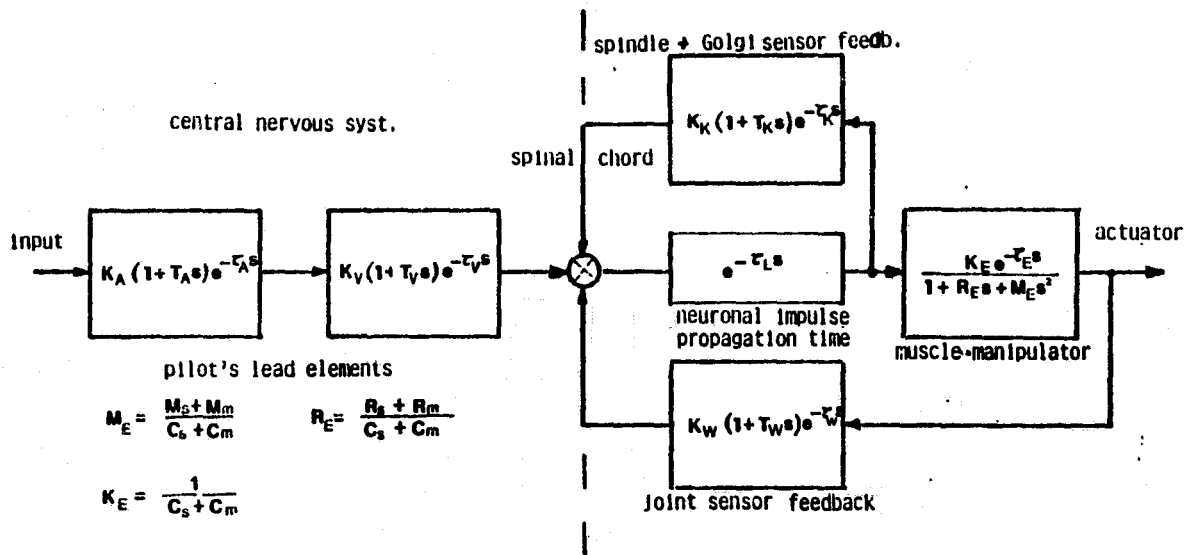 spindle + Golgi sensor feedb.
central nervous syst.
K_K (1+T_K s) e^{-τ_K s}
spinal chord
input
K_A (1+T_A s) e^{-τ_A s}
K_V (1+T_V s) e^{-τ_V s}
e^{-τ_L s}
K_E e^{-τ_E s}
1 + R_E s + M_E s²
actuator
neuronal impulse
propagation time
muscle-manipulator
pilot's lead elements
M_E = (M_s + M_m) / (C_s + C_m)
R_E = (R_s + R_m) / (C_s + C_m)
K_W (1+T_W s) e^{-τ_W s}
K_E = 1 / (C_s + C_m)
joint sensor feedback